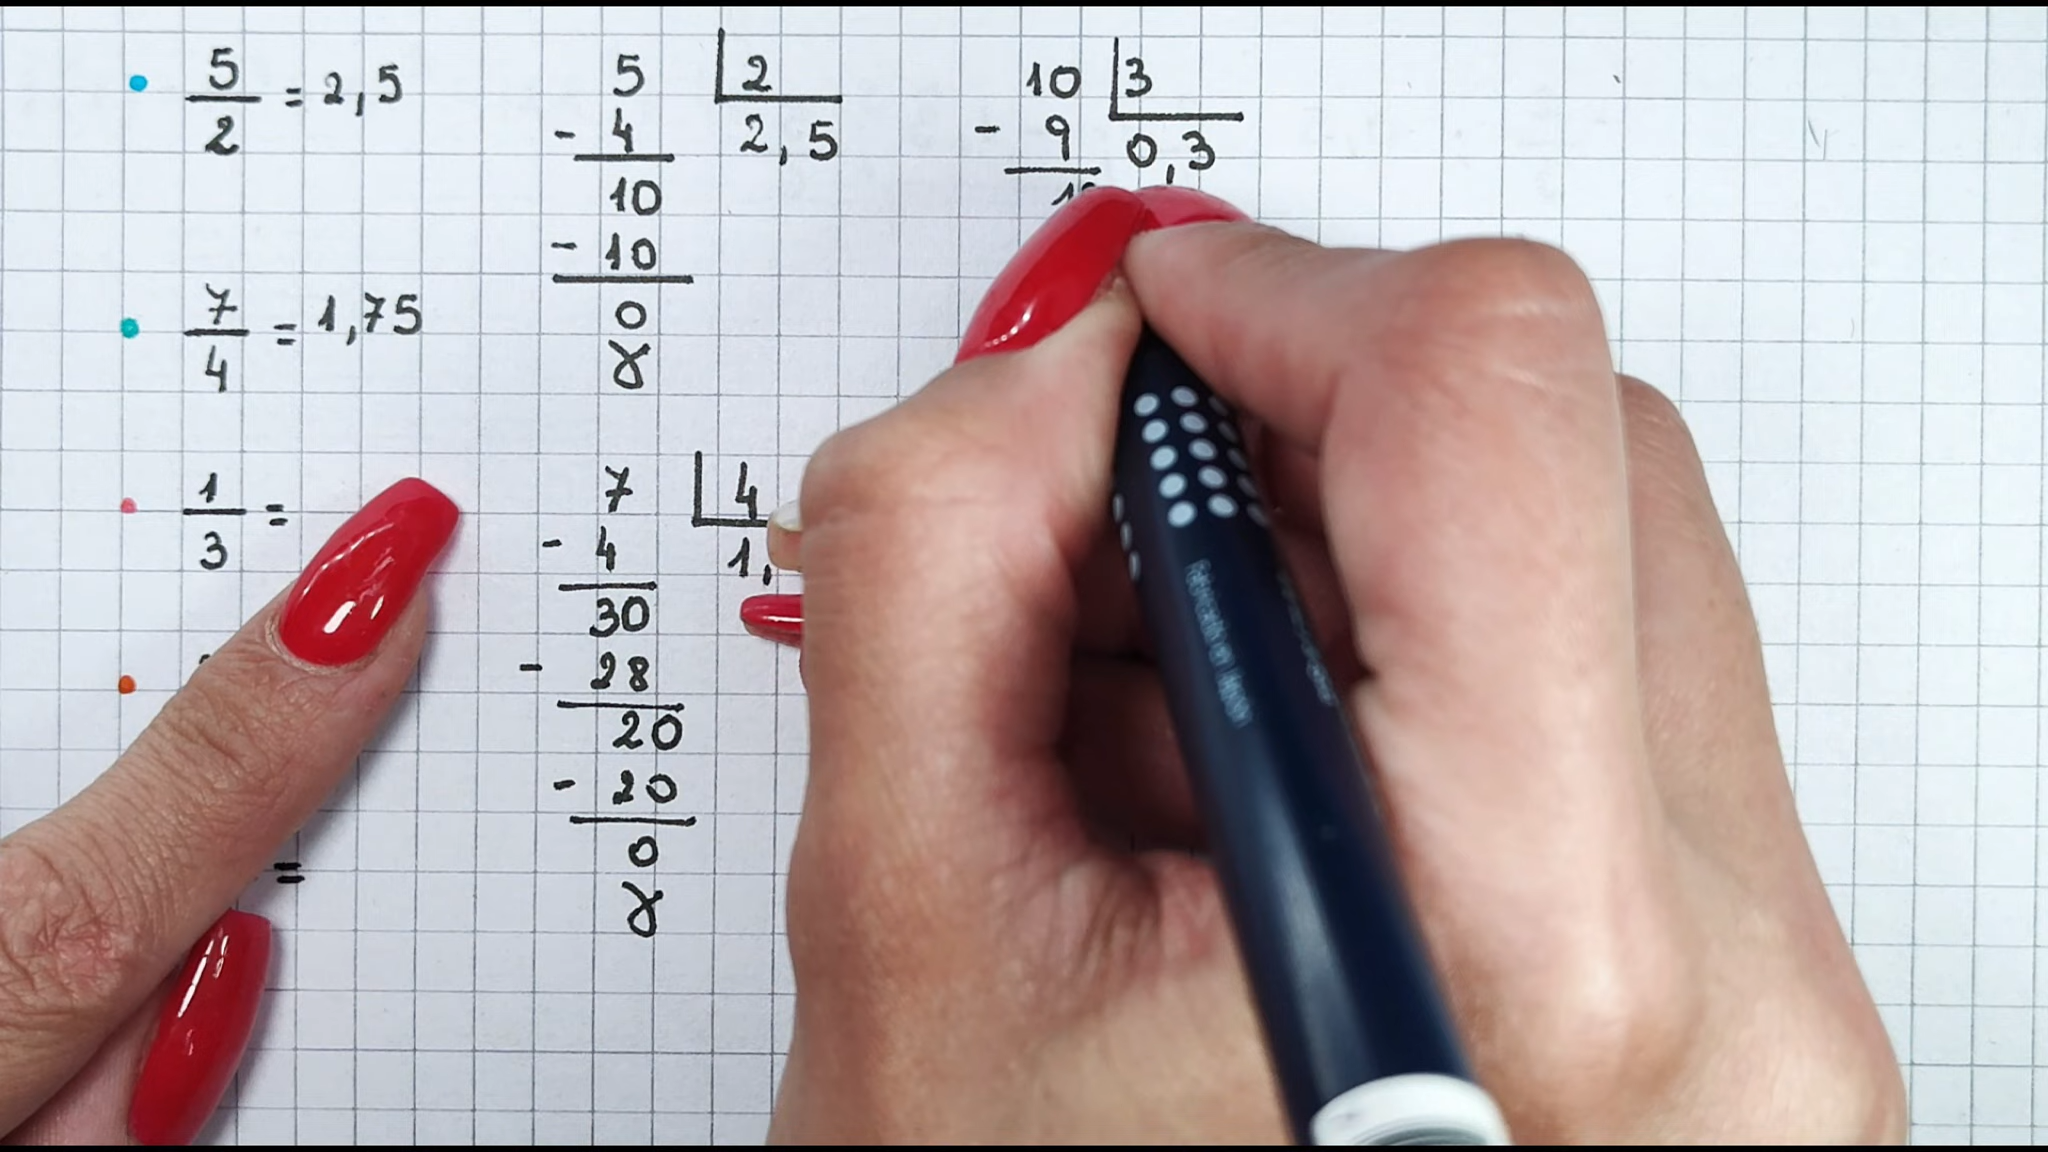 5/2 = 2,5
7/4 = 1,75
1/3 =
=
5 | 2
- 4 2,5
10
- 10
0
7 | 4
- 4 1,
30
- 28
20
- 20
0
10 | 3
- 9 0,3